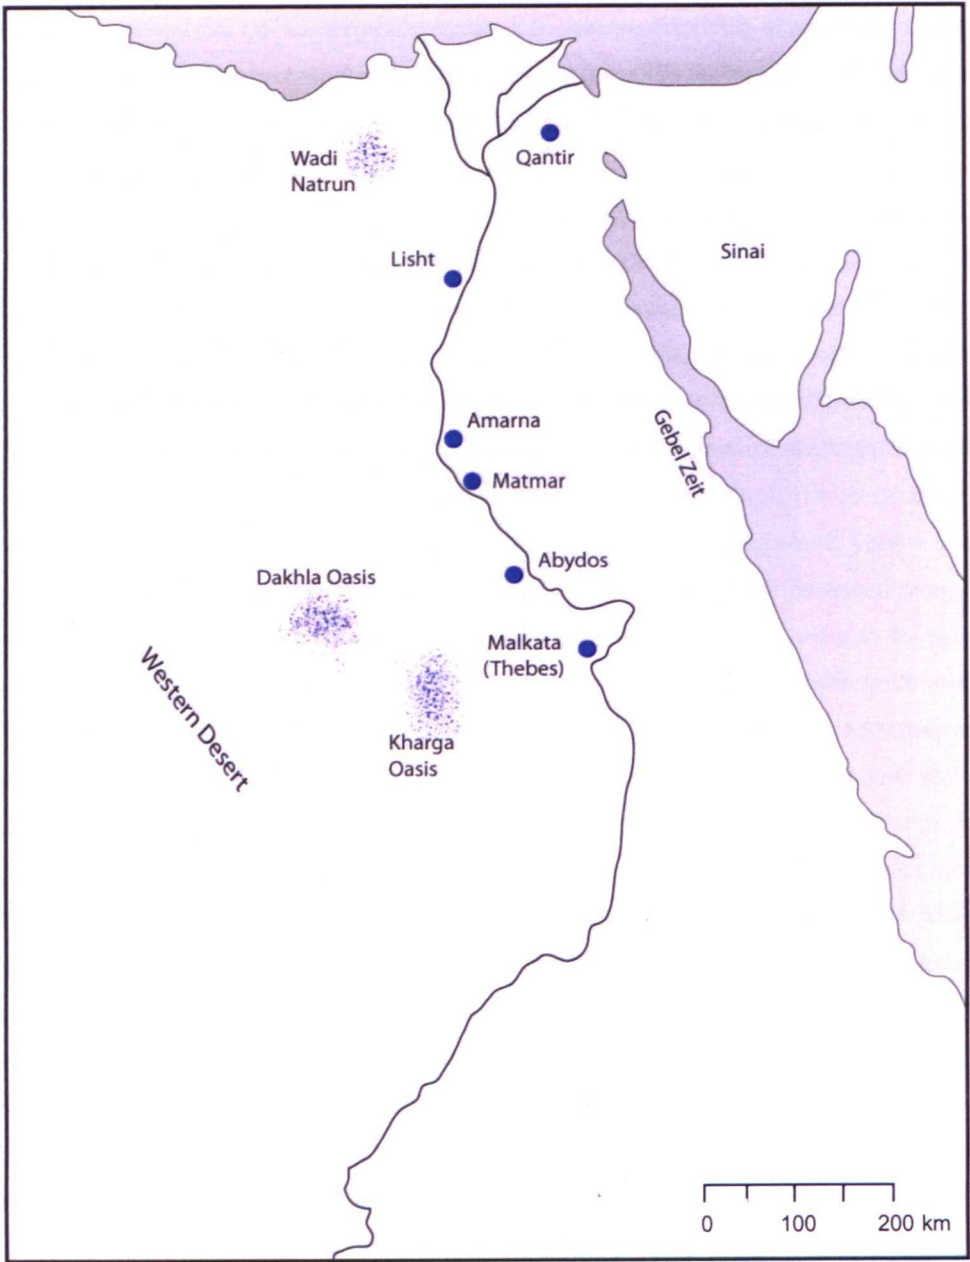 Wadi
Natrun
Qantir
Lisht
Sinai
Amarna
Gebel Zeit
Matmar
Abydos
Dakhla Oasis
Malkata
(Thebes)
Western Desert
Kharga
Oasis
0 100 200 km